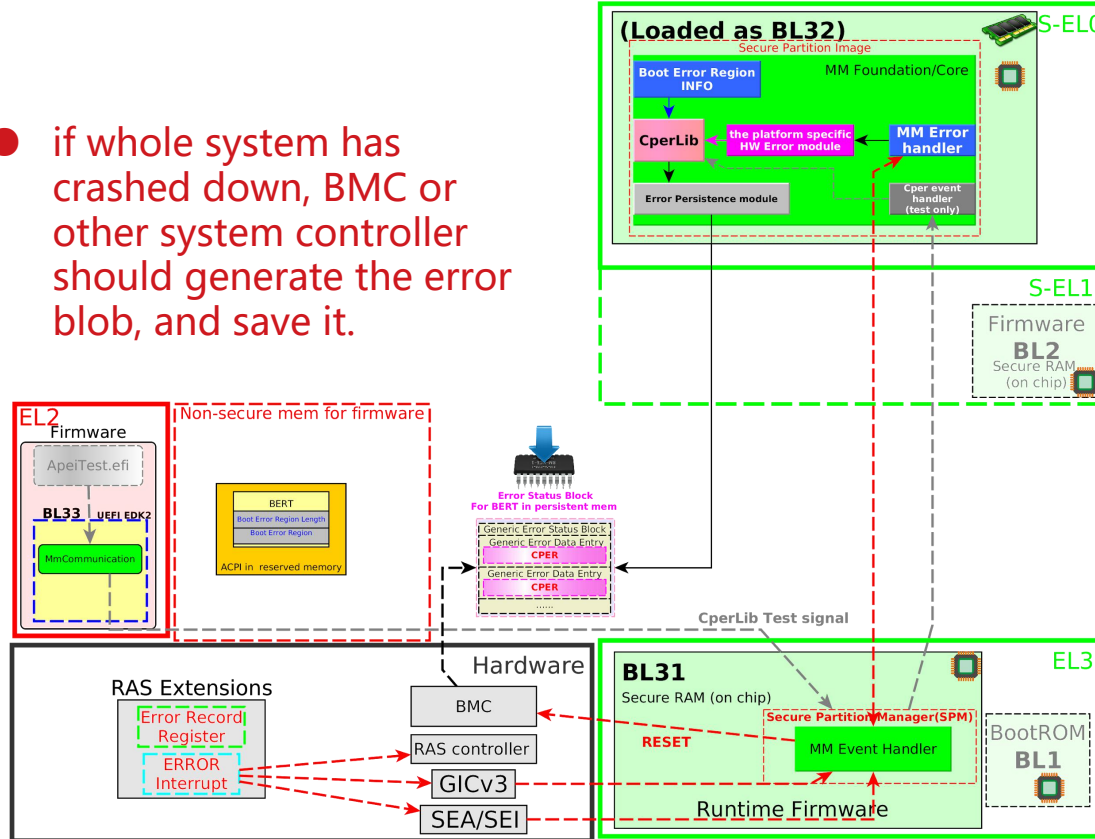 if whole system has
crashed down, BMC or
other system controller
should generate the error
blob, and save it.
(Loaded as BL32)
S-EL0
Secure Partition Image
Boot Error Region
INFO
MM Foundation/Core
CperLib
the platform specific
HW Error module
MM Error
handler
Error Persistence module
Cper event
handler
(test only)
S-EL1
Firmware
BL2
Secure RAM
(on chip)
EL2
Firmware
ApeiTest.efi
BL33
UEFI EDK2
MmCommunication
Non-secure mem for firmware
BERT
Boot Error Region Length
Boot Error Region
ACPI in reserved memory
Error Status Block
For BERT in persistent mem
Generic Error Status Block
Generic Error Data Entry
CPER
Generic Error Data Entry
CPER
......
CperLib Test signal
Hardware
RAS Extensions
Error Record
Register
ERROR
Interrupt
BMC
RAS controller
GICv3
SEA/SEI
RESET
EL3
BL31
Secure RAM (on chip)
Secure Partition Manager(SPM)
MM Event Handler
Runtime Firmware
BootROM
BL1